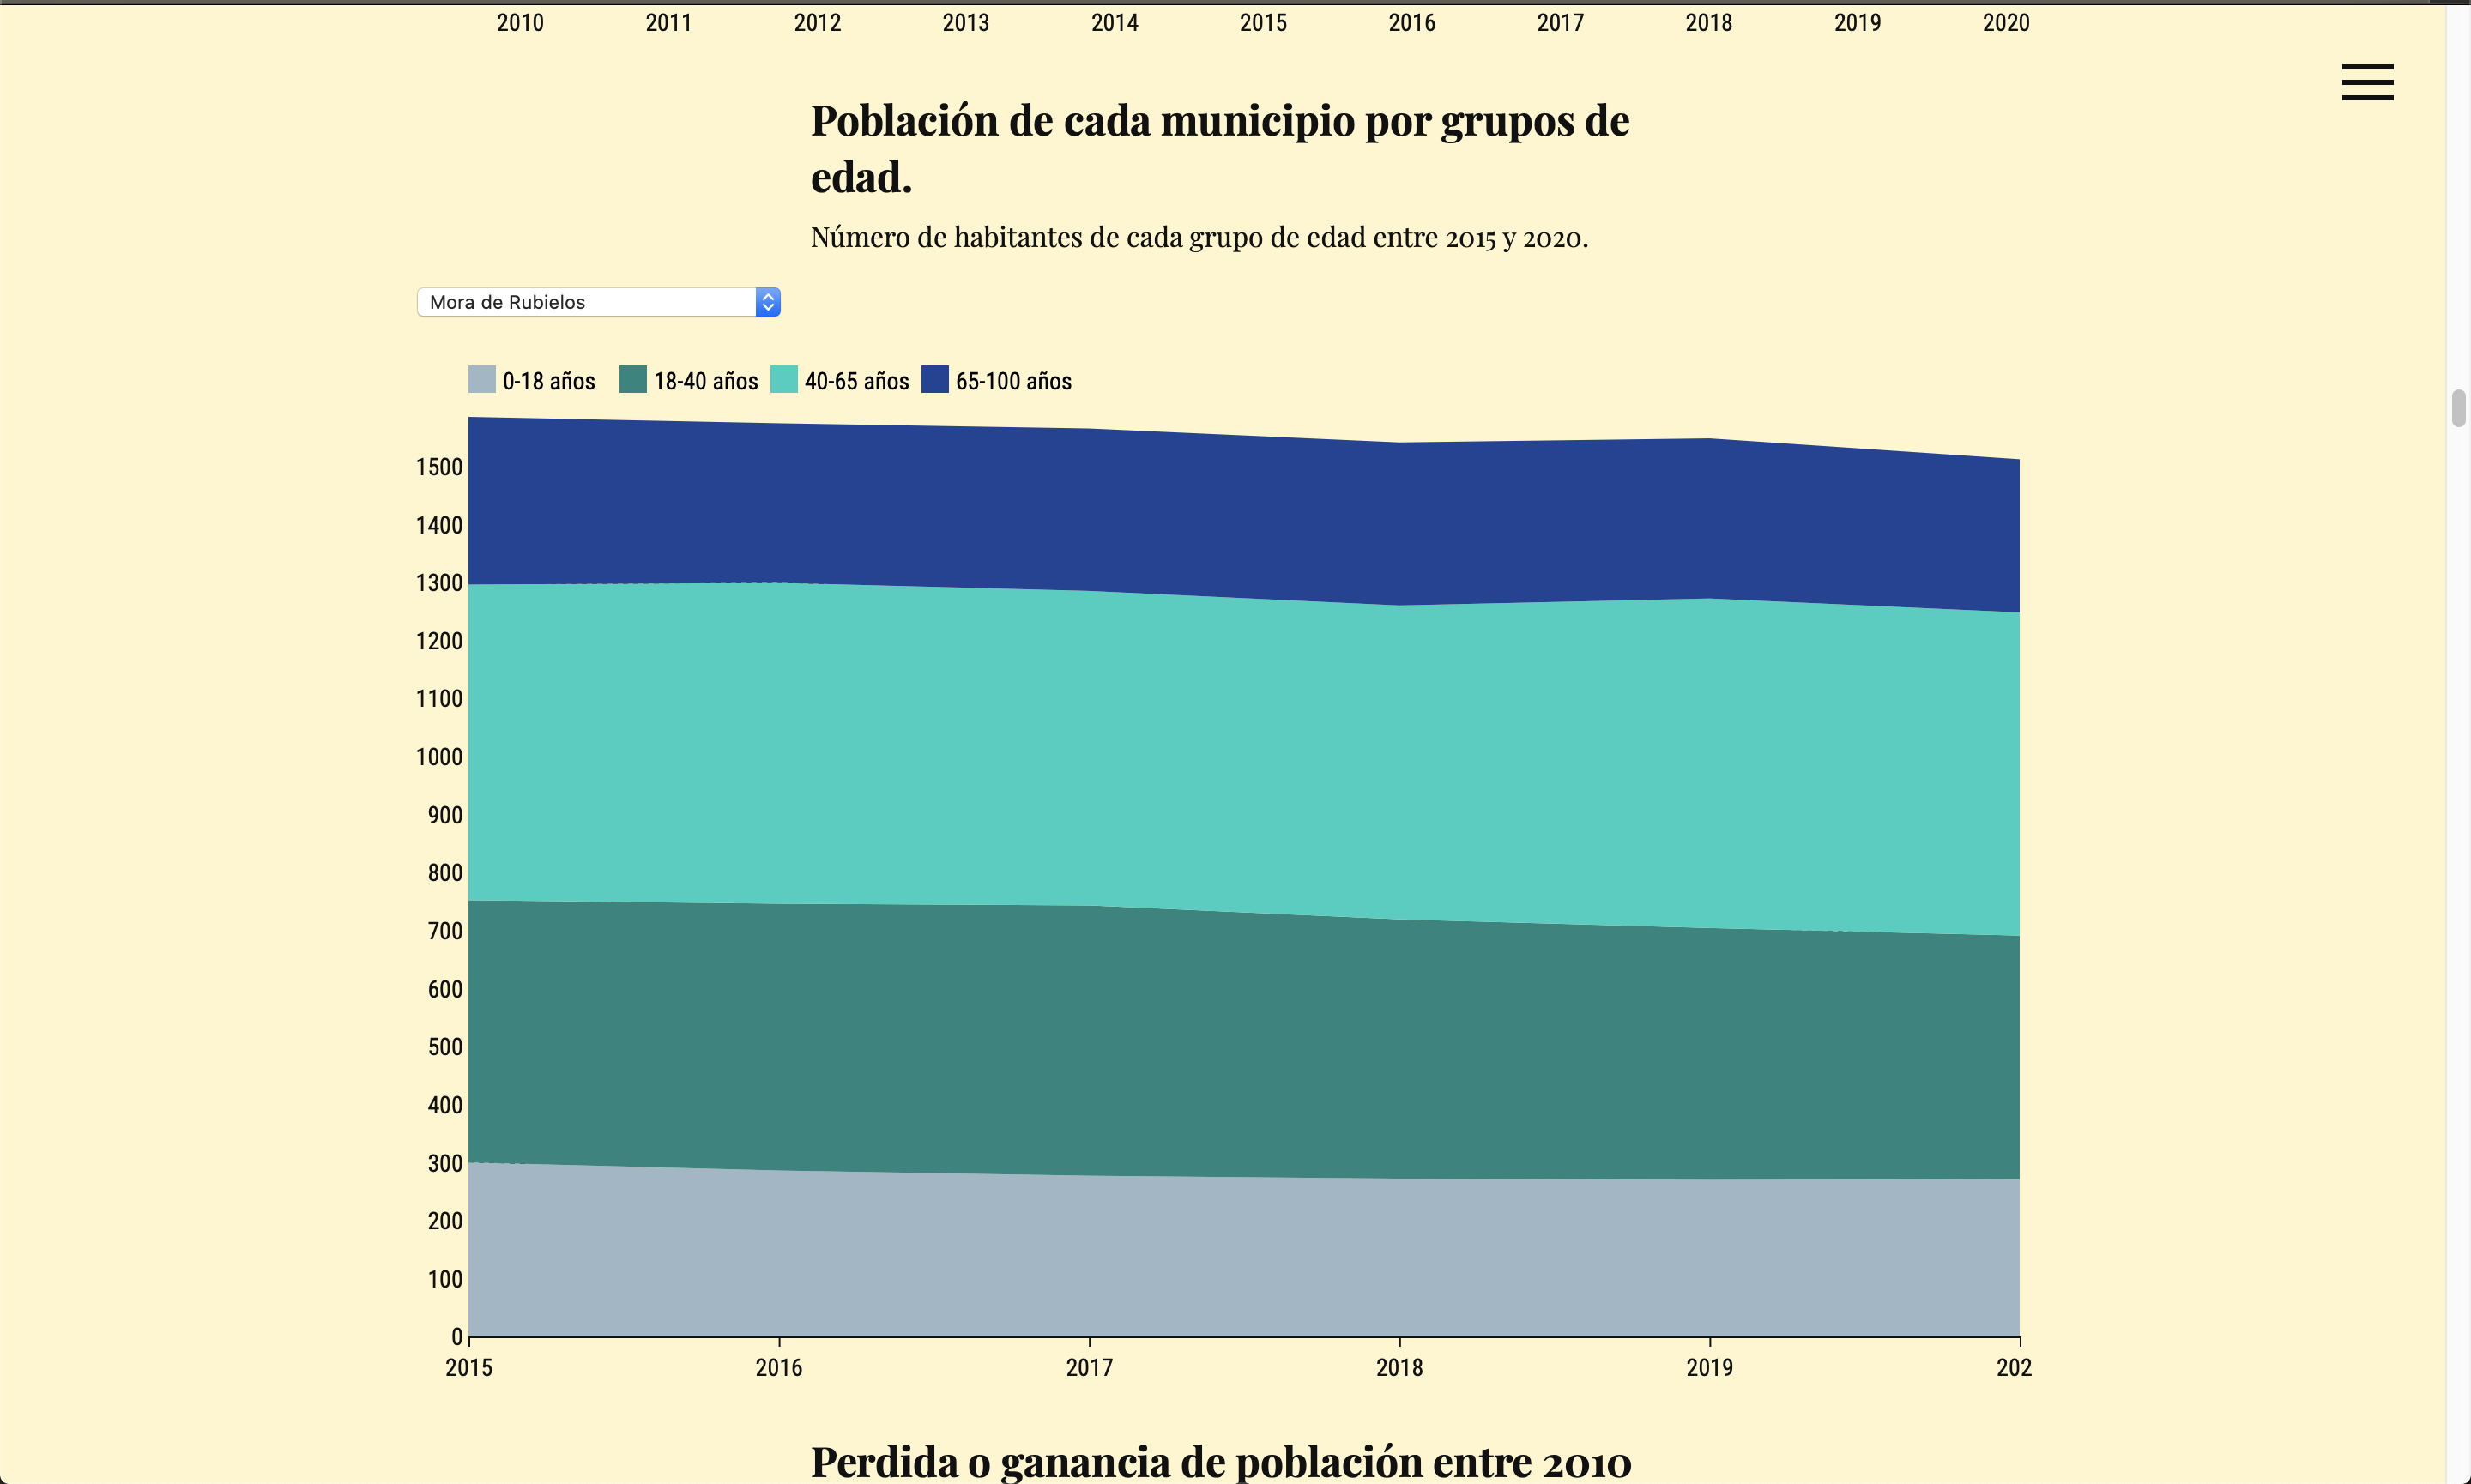 2010 2011 2012 2013 2014 2015 2016 2017 2018 2019 2020
Población de cada municipio por grupos de
edad.
Número de habitantes de cada grupo de edad entre 2015 y 2020.
Mora de Rubielos
0-18 años 18-40 años 40-65 años 65-100 años
1500
1400
1300
1200
1100
1000
900
800
700
600
500
400
300
200
100
0
2015 2016 2017 2018 2019 202
Perdida o ganancia de población entre 2010